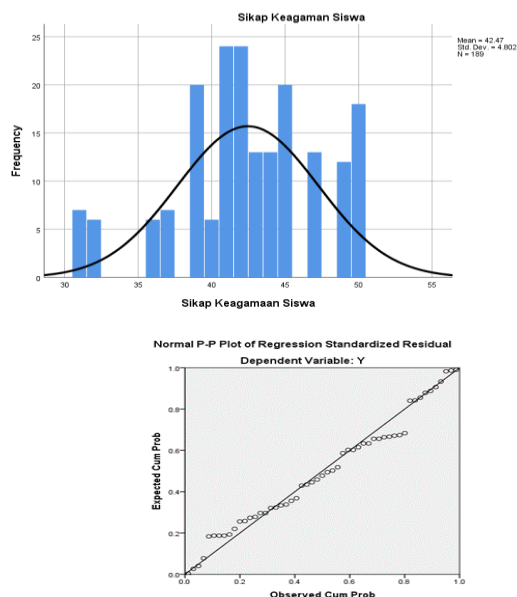 Sikap Keagaman Siswa
Mean = 42.47
Std. Dev. = 4.802
N = 189
25
20
15
10
5
0
Frequency
30 35 40 45 50 55
Sikap Keagamaan Siswa
Normal P-P Plot of Regression Standardized Residual
Dependent Variable: Y
1.0
0.8
0.6
0.4
0.2
0.0
Expected Cum Prob
0.0 0.2 0.4 0.6 0.8 1.0
Observed Cum Prob